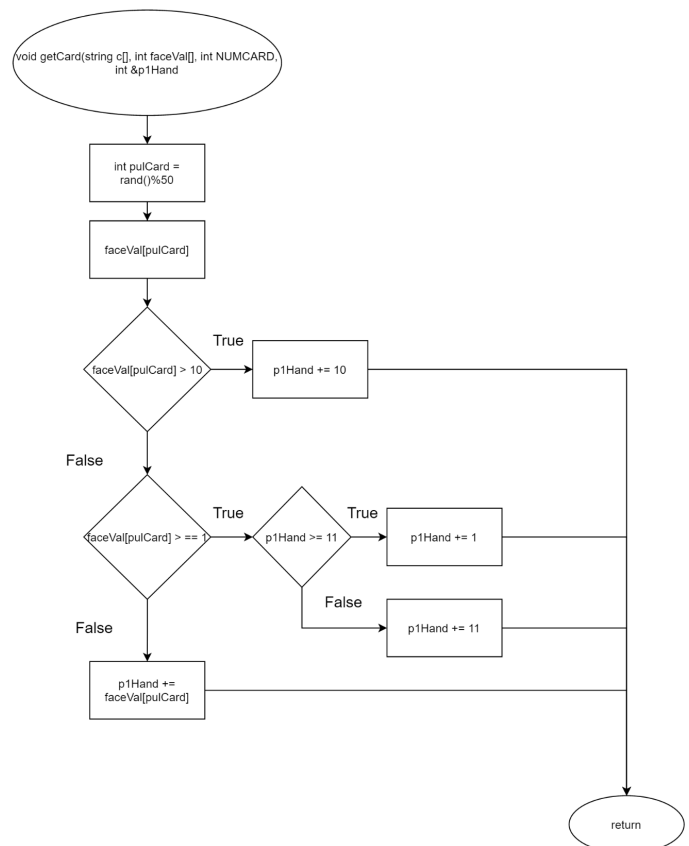 void getCard(string c[], int faceVal[], int NUMCARD,
int &p1Hand
int pulCard =
rand()%50
faceVal[pulCard]
True
faceVal[pulCard] > 10
p1Hand += 10
False
True
True
faceVal[pulCard] > == 1
p1Hand >= 11
p1Hand += 1
False
p1Hand += 11
False
p1Hand +=
faceVal[pulCard]
return